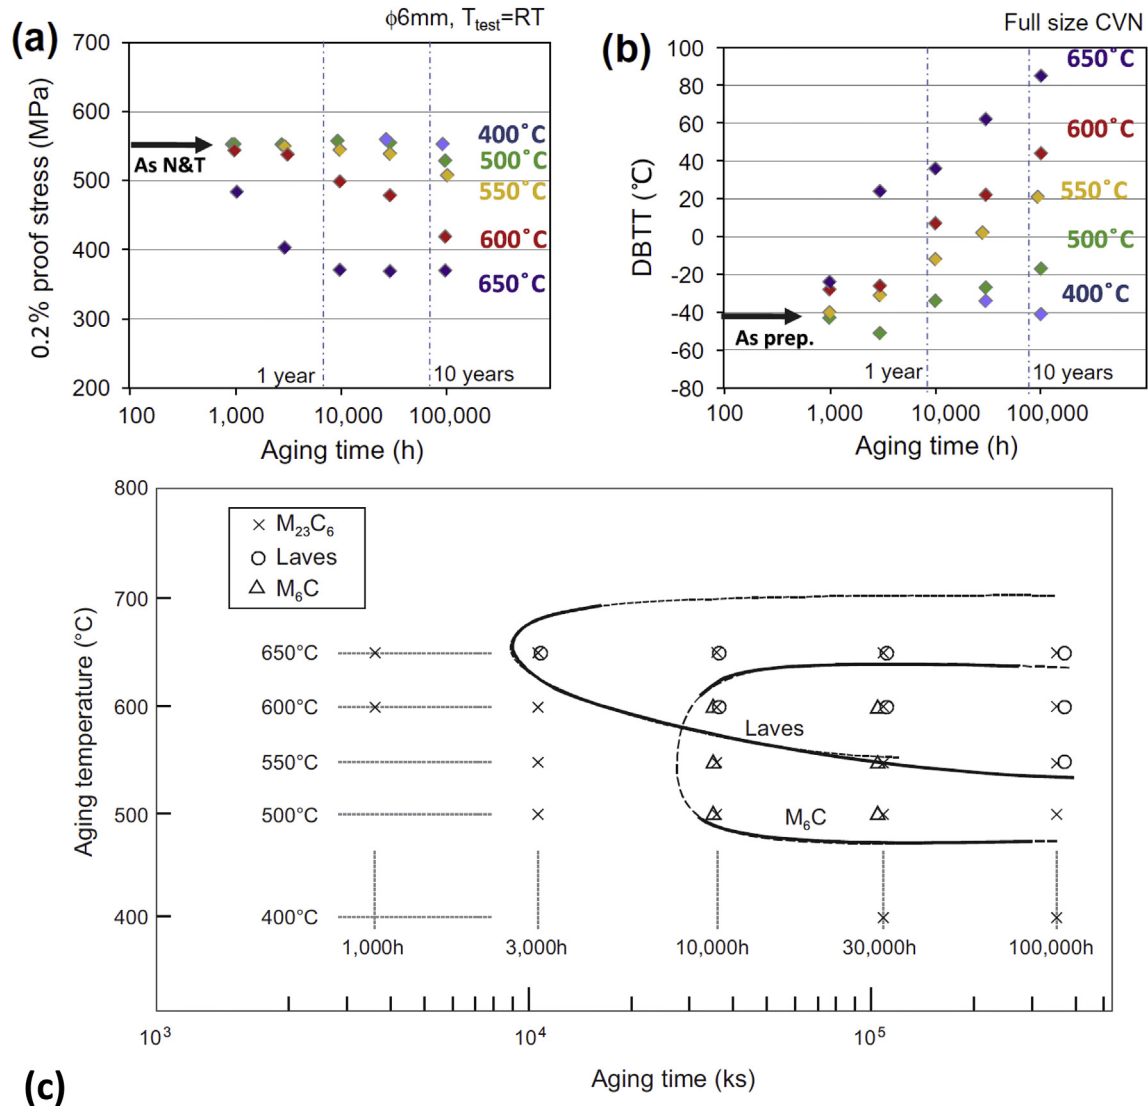 (a)
ϕ6mm, T_test=RT
700
600
500
400
300
200
0.2% proof stress (MPa)
As N&T
400˚C
500˚C
550˚C
600˚C
650˚C
1 year
10 years
100
1,000
10,000
100,000
Aging time (h)
(b)
Full size CVN
100
80
60
40
20
0
-20
-40
-60
-80
DBTT (℃)
650˚C
600˚C
550˚C
500˚C
400˚C
As prep.
1 year
10 years
100
1,000
10,000
100,000
Aging time (h)
800
700
600
500
400
Aging temperature (°C)
M₂₃C₆
Laves
M₆C
650°C
600°C
550°C
500°C
400°C
Laves
M₆C
1,000h
3,000h
10,000h
30,000h
100,000h
10³
10⁴
10⁵
Aging time (ks)
(c)